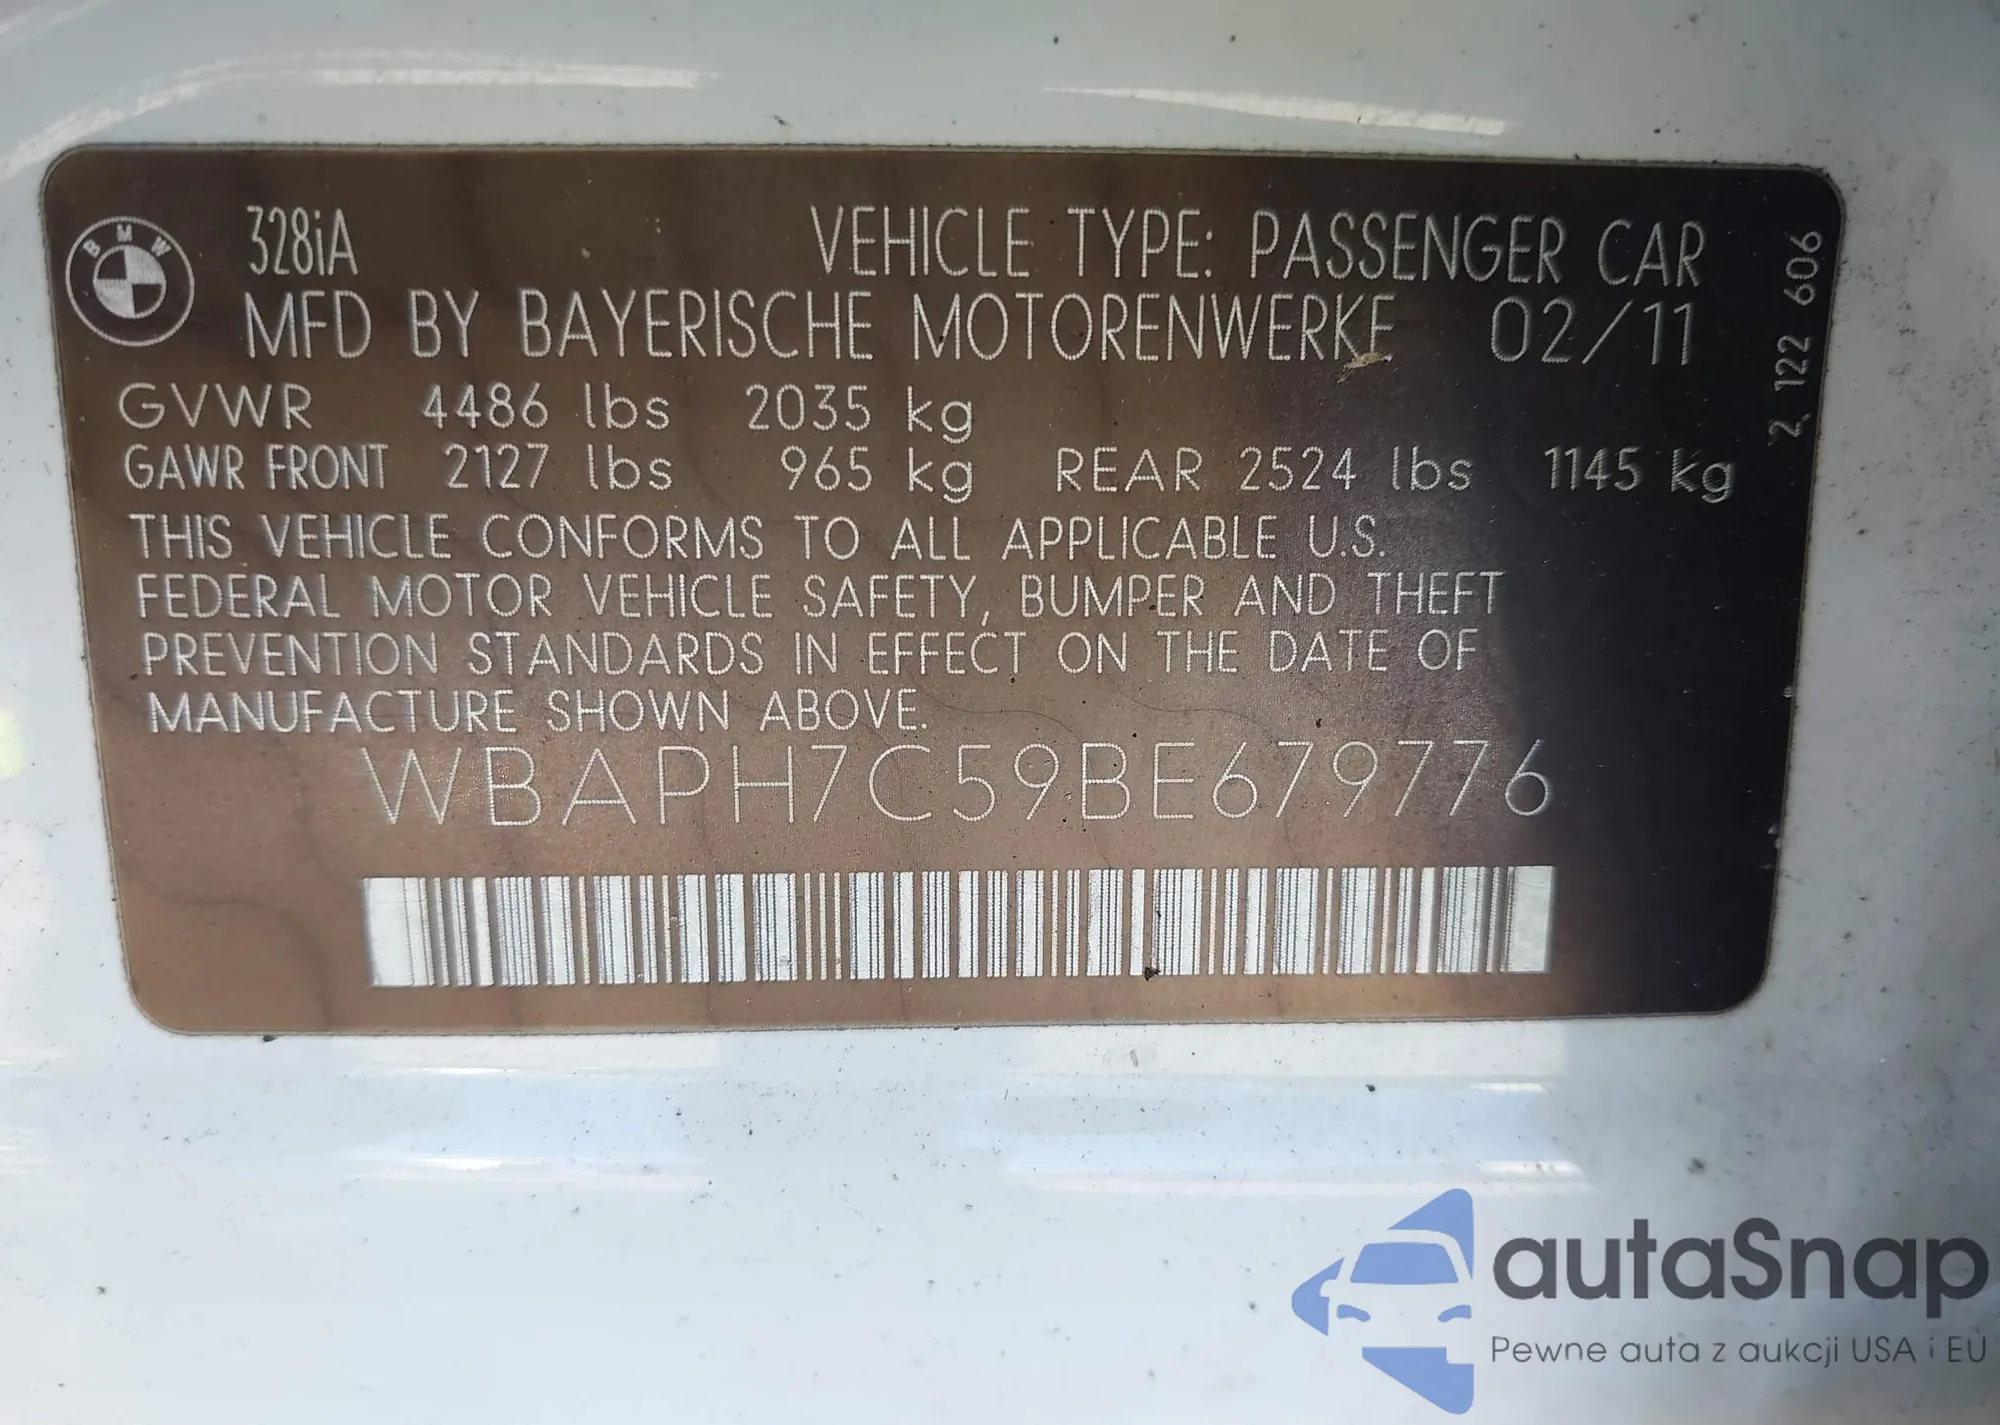 BMW
328iA VEHICLE TYPE: PASSENGER CAR
MFD BY BAYERISCHE MOTORENWERKE 02/11
GVWR 4486 lbs 2035 kg
GAWR FRONT 2127 lbs 965 kg REAR 2524 lbs 1145 kg
THIS VEHICLE CONFORMS TO ALL APPLICABLE U.S.
FEDERAL MOTOR VEHICLE SAFETY, BUMPER AND THEFT
PREVENTION STANDARDS IN EFFECT ON THE DATE OF
MANUFACTURE SHOWN ABOVE.
WBAPH7C59BE679776
2, 122 606
autaSnap
Pewne auta z aukcji USA i EU